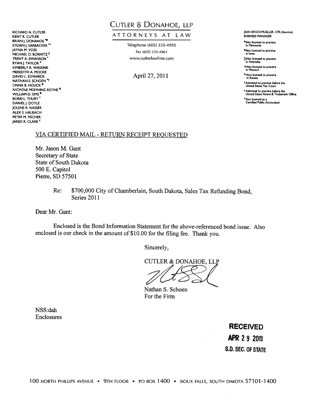 CUTLER & DONAHOE, LLP
ATTORNEYS AT LAW
Telephone (605) 335-4950
Fax (605) 335-4961
www.cutlerlawfirm.com
RICHARD A. CUTLER
KENT R. CUTLER
BRIAN J. DONAHOE
STEVEN J. SARBACKER
JAYNA M. VOSS
MICHAEL D. BORNITZ
TRENT A. SWANSON
RYAN J. TAYLOR
KIMBERLY R. WASSINK
MEREDITH A. MOORE
DAVID L. EDWARDS
NATHAN S. SCHOEN
ONNA B. HOUCK
NICHOLE MOHNING ROTHS
WILLIAM D. SIMS
BOBBI L. THURY
DANIEL J. DOYLE
JOLENE R. NASSER
ALEX S. HALBACH
PETER M. FISCHER
JARED R. CLARK
JEAN BROCKMUELLER, CPA (Inactive)
BUSINESS MANAGER
Also licensed to practice
in Minnesota
Also licensed to practice
in Iowa
Also licensed to practice
in Nebraska
Also licensed to practice
in Missouri
Also licensed to practice
in Kansas
Admitted to practice before the
United States Tax Court
Admitted to practice before the
United States Patent & Trademark Office
Also licensed as a
Certified Public Accountant
April 27, 2011
VIA CERTIFIED MAIL - RETURN RECEIPT REQUESTED
Mr. Jason M. Gant
Secretary of State
State of South Dakota
500 E. Capitol
Pierre, SD 57501
Re: $700,000 City of Chamberlain, South Dakota, Sales Tax Refunding Bond,
Series 2011
Dear Mr. Gant:
Enclosed is the Bond Information Statement for the above-referenced bond issue. Also
enclosed is our check in the amount of $10.00 for the filing fee. Thank you.
Sincerely,
CUTLER & DONAHOE, LLP
Nathan S. Schoen
For the Firm
NSS:dah
Enclosures
RECEIVED
APR 29 2011
S.D. SEC. OF STATE
100 NORTH PHILLIPS AVENUE • 9TH FLOOR • PO BOX 1400 • SIOUX FALLS, SOUTH DAKOTA 57101-1400